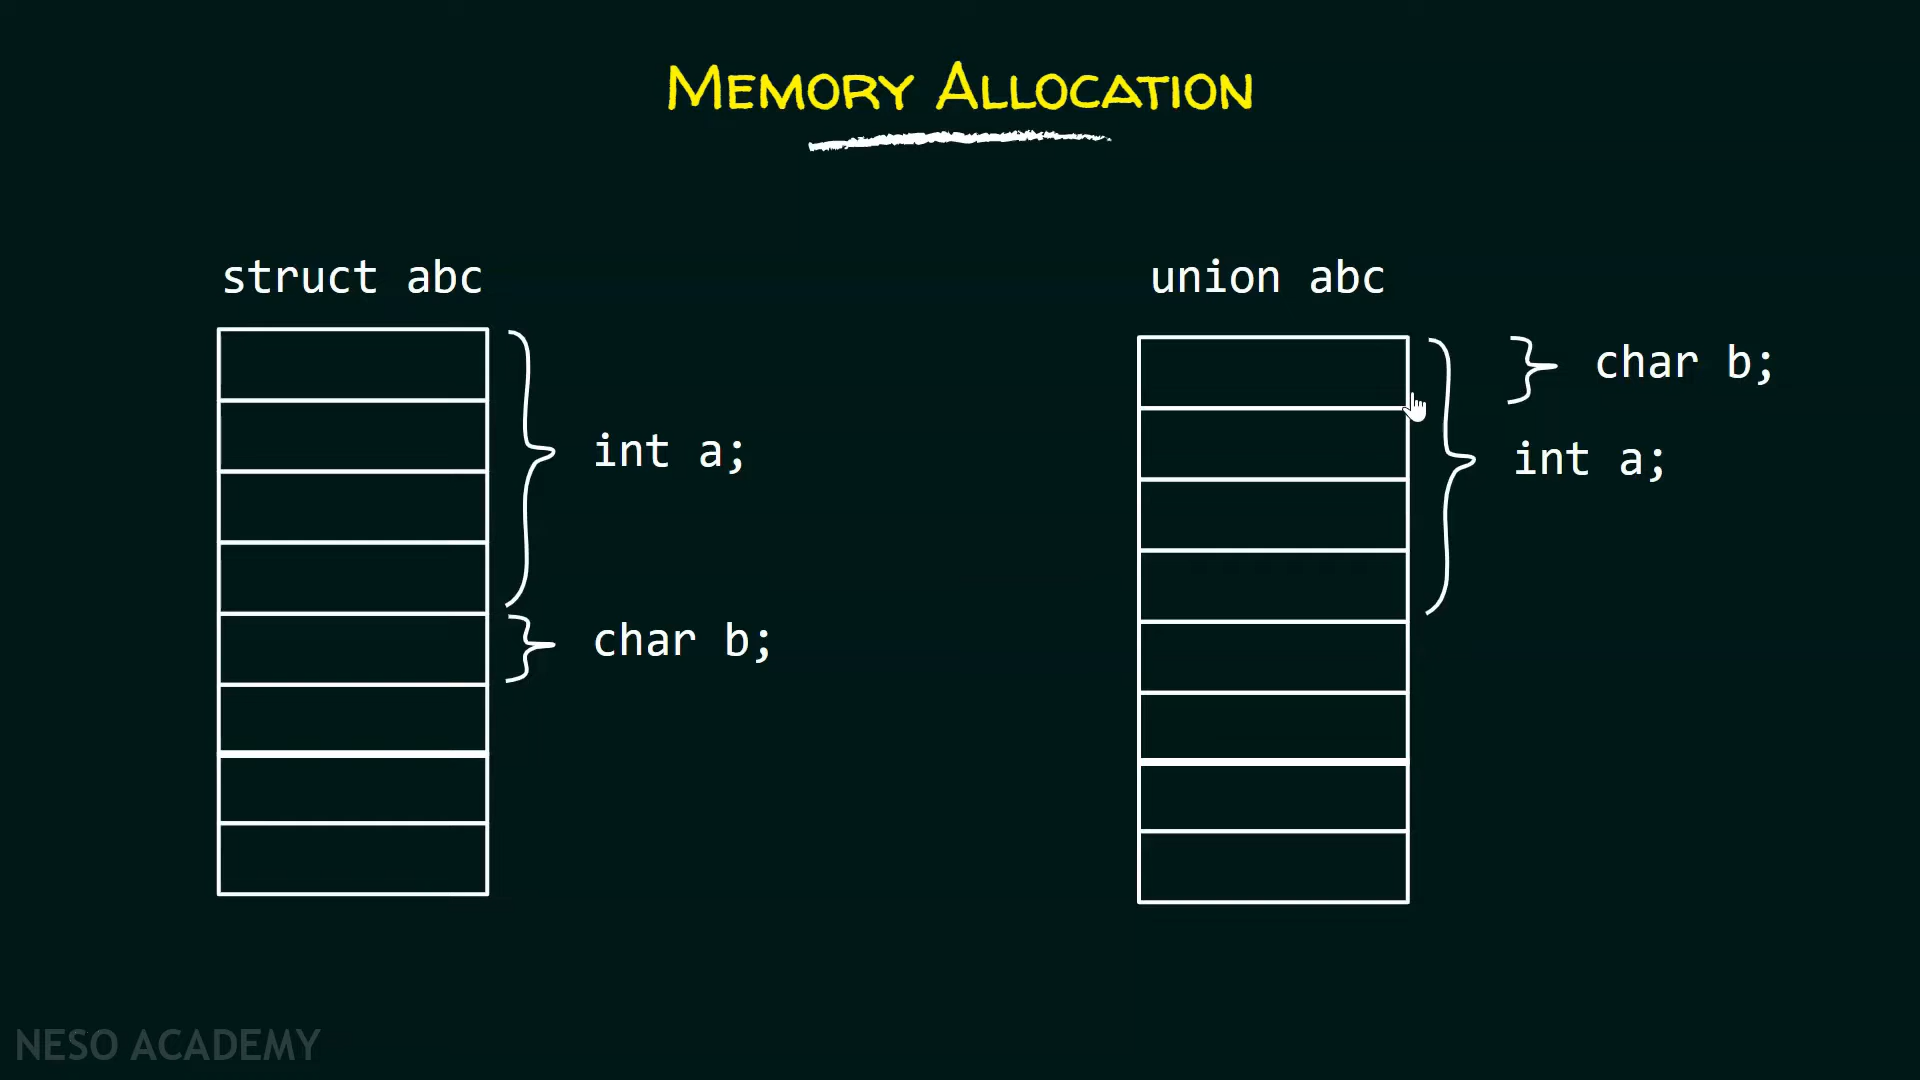 MEMORY ALLOCATION
struct abc
int a;
char b;
union abc
char b;
int a;
NESO ACADEMY